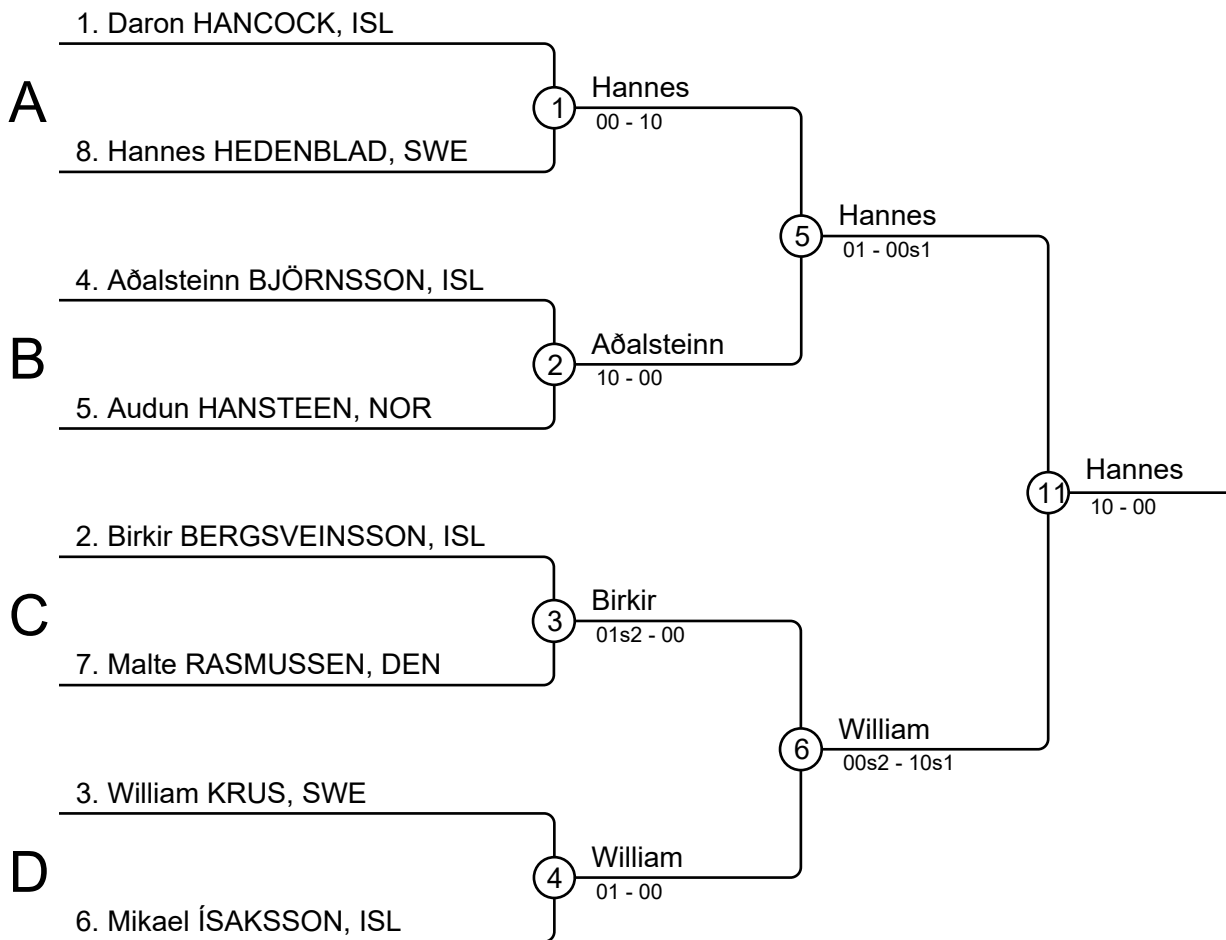 1. Daron HANCOCK, ISL
A
1
Hannes
00 - 10
8. Hannes HEDENBLAD, SWE
5
Hannes
01 - 00s1
4. Aðalsteinn BJÖRNSSON, ISL
B
2
Aðalsteinn
10 - 00
5. Audun HANSTEEN, NOR
11
Hannes
10 - 00
2. Birkir BERGSVEINSSON, ISL
C
3
Birkir
01s2 - 00
7. Malte RASMUSSEN, DEN
6
William
00s2 - 10s1
3. William KRUS, SWE
D
4
William
01 - 00
6. Mikael ÍSAKSSON, ISL